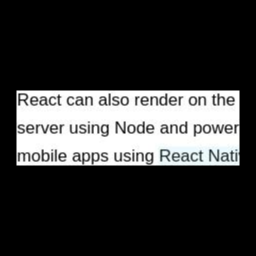 React can also render on the
server using Node and power
mobile apps using React Nati